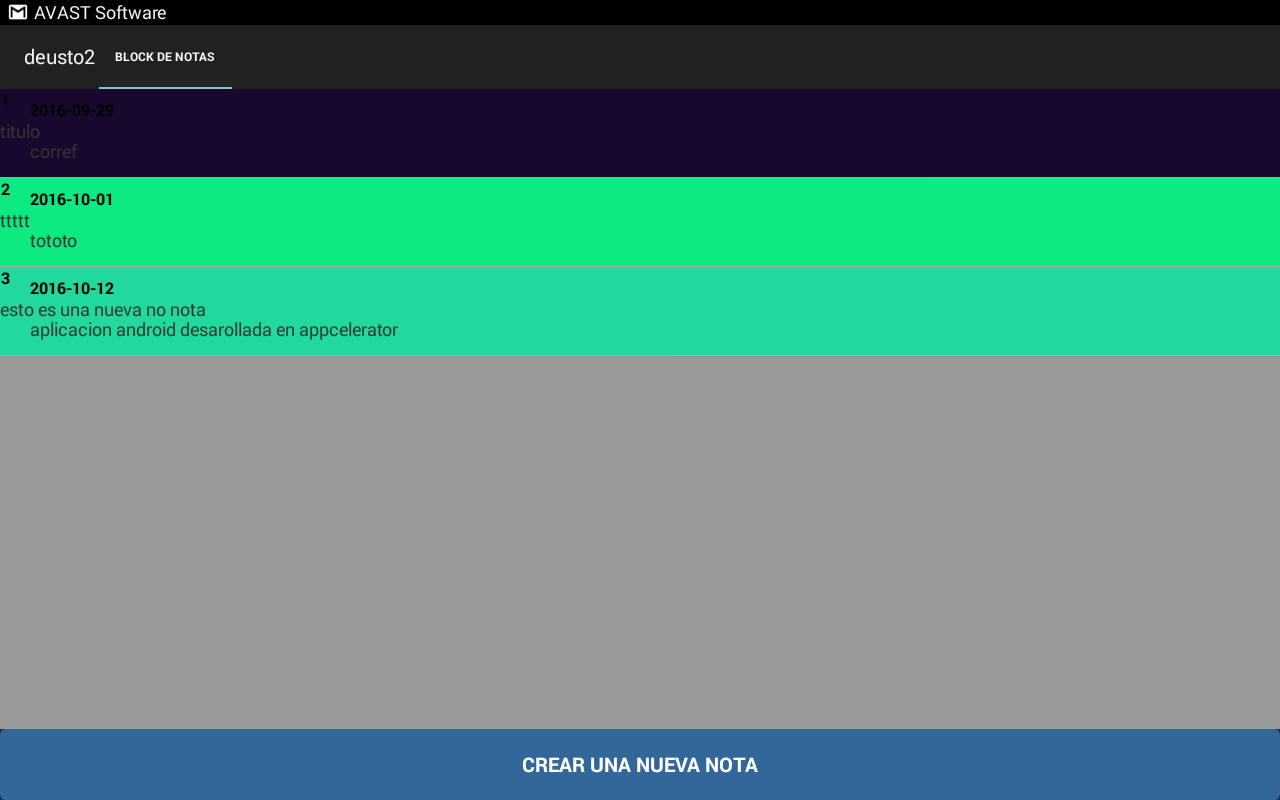 AVAST Software
deusto2 BLOCK DE NOTAS
1
2016-09-29
titulo
corref
2
2016-10-01
ttttt
tototo
3
2016-10-12
esto es una nueva no nota
aplicacion android desarollada en appcelerator
CREAR UNA NUEVA NOTA